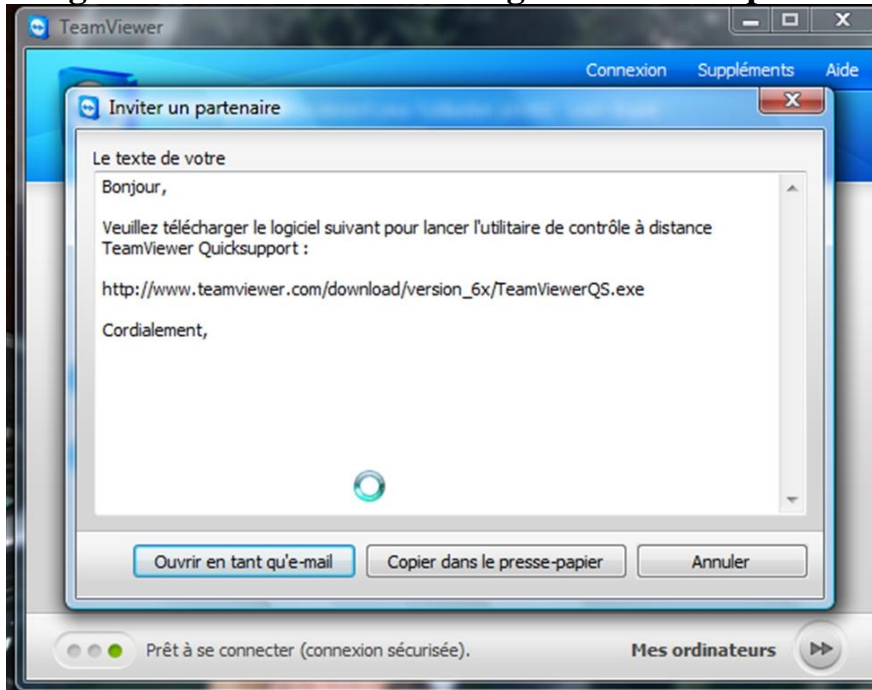 TeamViewer
Connexion Suppléments Aide
Inviter un partenaire
Le texte de votre
Bonjour,
Veuillez télécharger le logiciel suivant pour lancer l'utilitaire de contrôle à distance
TeamViewer Quicksupport :
http://www.teamviewer.com/download/version_6x/TeamViewerQS.exe
Cordialement,
Ouvrir en tant qu'e-mail Copier dans le presse-papier Annuler
Prêt à se connecter (connexion sécurisée). Mes ordinateurs